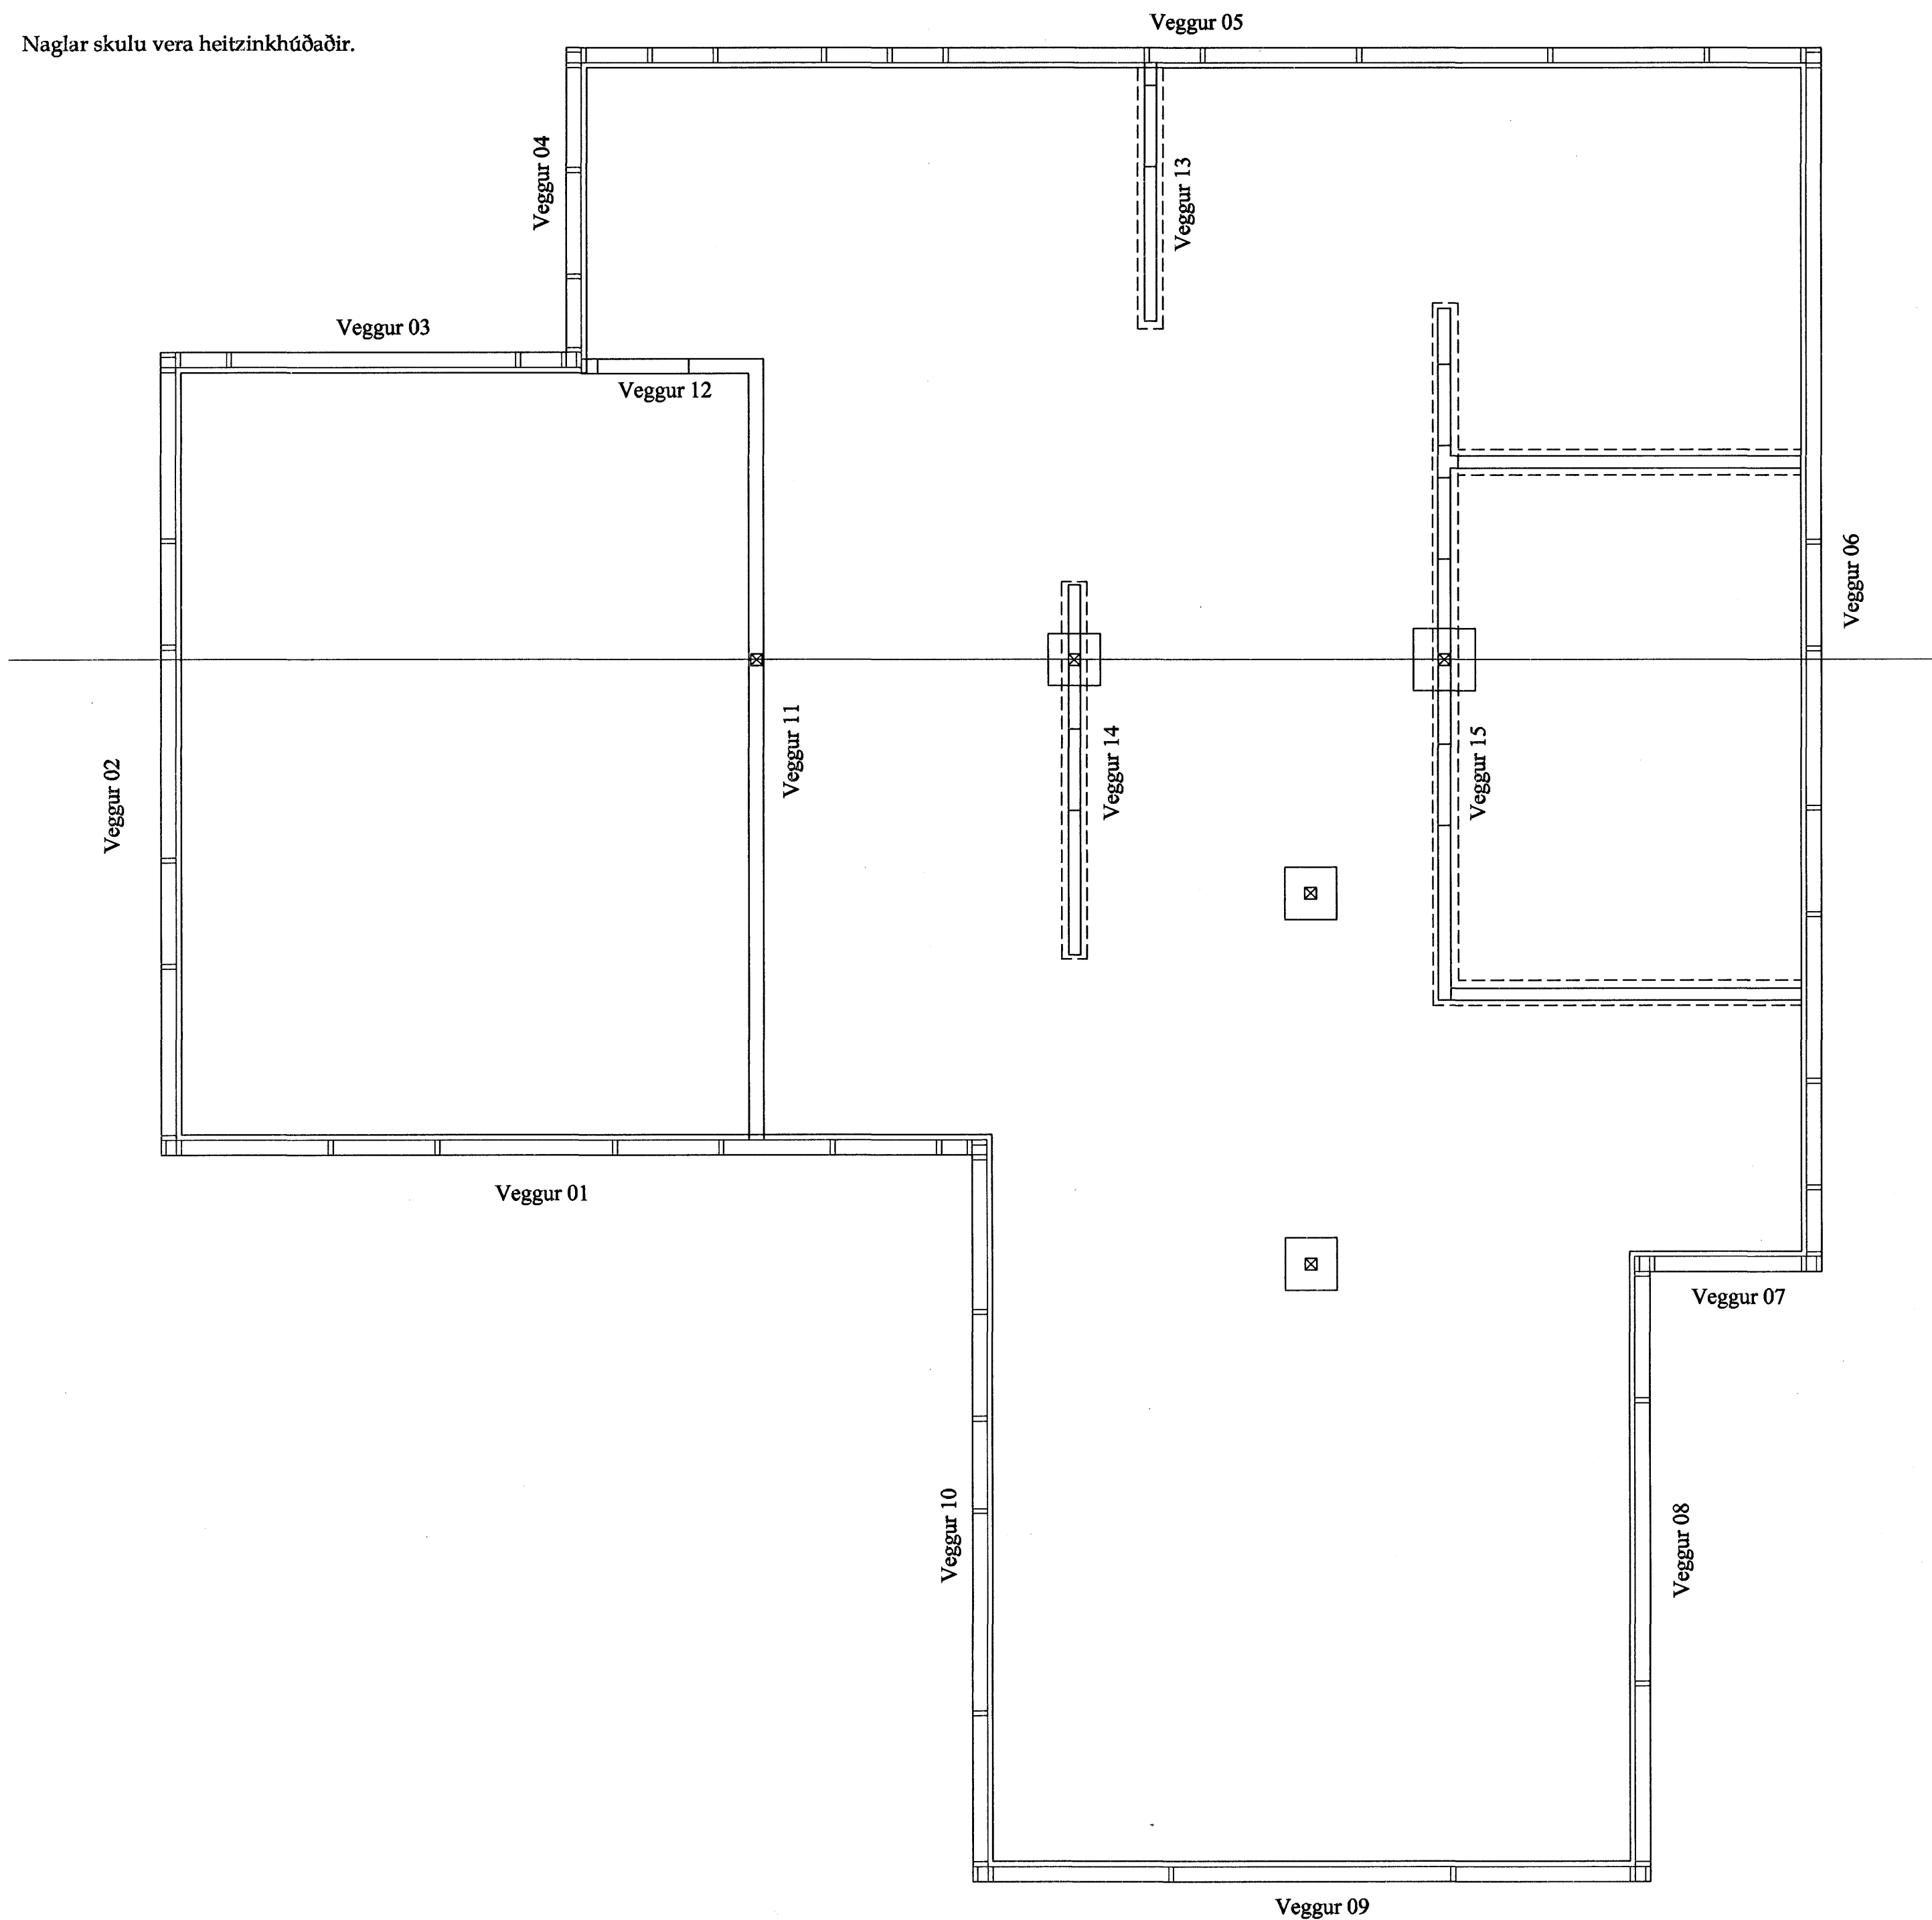 Veggur 05
Naglar skulu vera heitzinkhúðaðir.
Veggur 04
Veggur 13
Veggur 03
Veggur 12
Veggur 06
Veggur 11
Veggur 14
Veggur 15
Veggur 02
Veggur 01
Veggur 07
Veggur 10
Veggur 08
Veggur 09